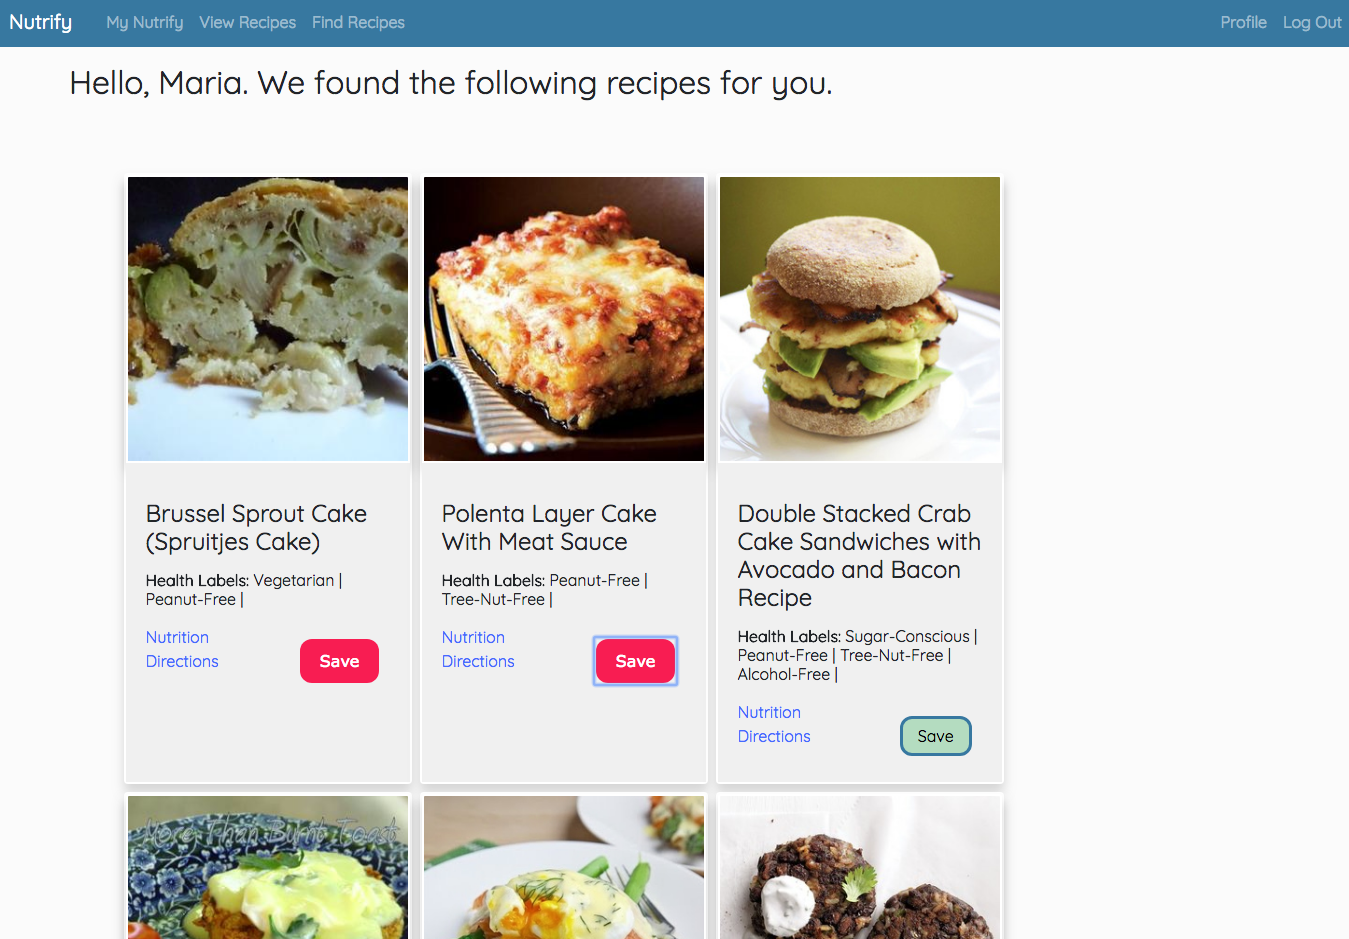 Nutrify My Nutrify View Recipes Find Recipes Profile Log Out
Hello, Maria. We found the following recipes for you.
Brussel Sprout Cake
(Spruitjes Cake)
Health Labels: Vegetarian |
Peanut-Free |
Nutrition
Directions
Save
Polenta Layer Cake
With Meat Sauce
Health Labels: Peanut-Free |
Tree-Nut-Free |
Nutrition
Directions
Save
Double Stacked Crab
Cake Sandwiches with
Avocado and Bacon
Recipe
Health Labels: Sugar-Conscious |
Peanut-Free | Tree-Nut-Free |
Alcohol-Free |
Nutrition
Directions
Save
More Than Burnt Toast